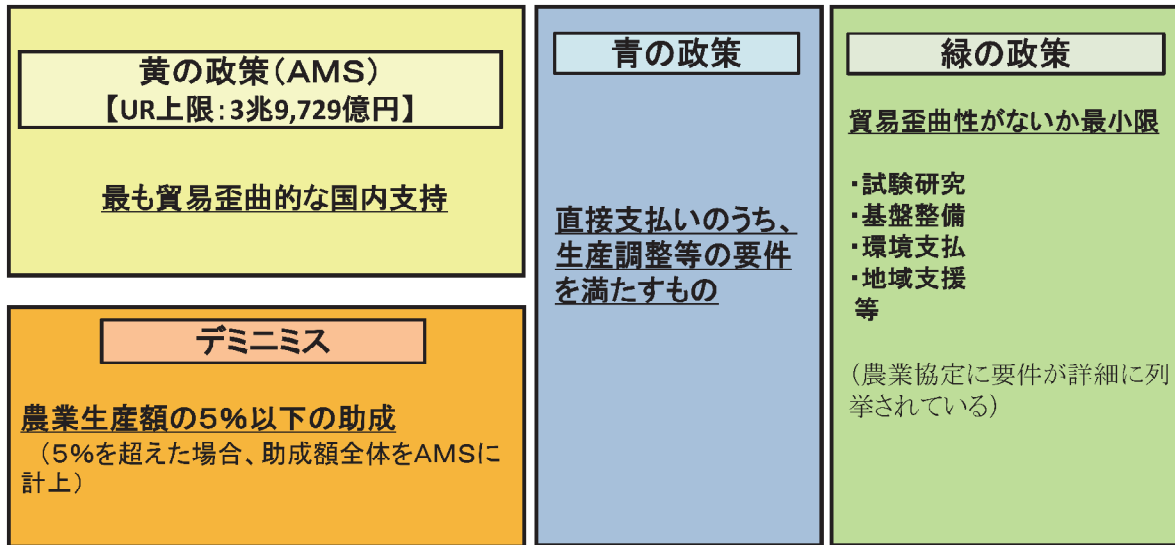 黄の政策(AMS)
【UR上限:3兆9,729億円】
最も貿易歪曲的な国内支持
デミニミス
農業生産額の5%以下の助成
(5%を超えた場合、助成額全体をAMSに
計上)
青の政策
直接支払いのうち、
生産調整等の要件
を満たすもの
緑の政策
貿易歪曲性がないか最小限
・試験研究
・基盤整備
・環境支払
・地域支援
等
(農業協定に要件が詳細に列
挙されている)